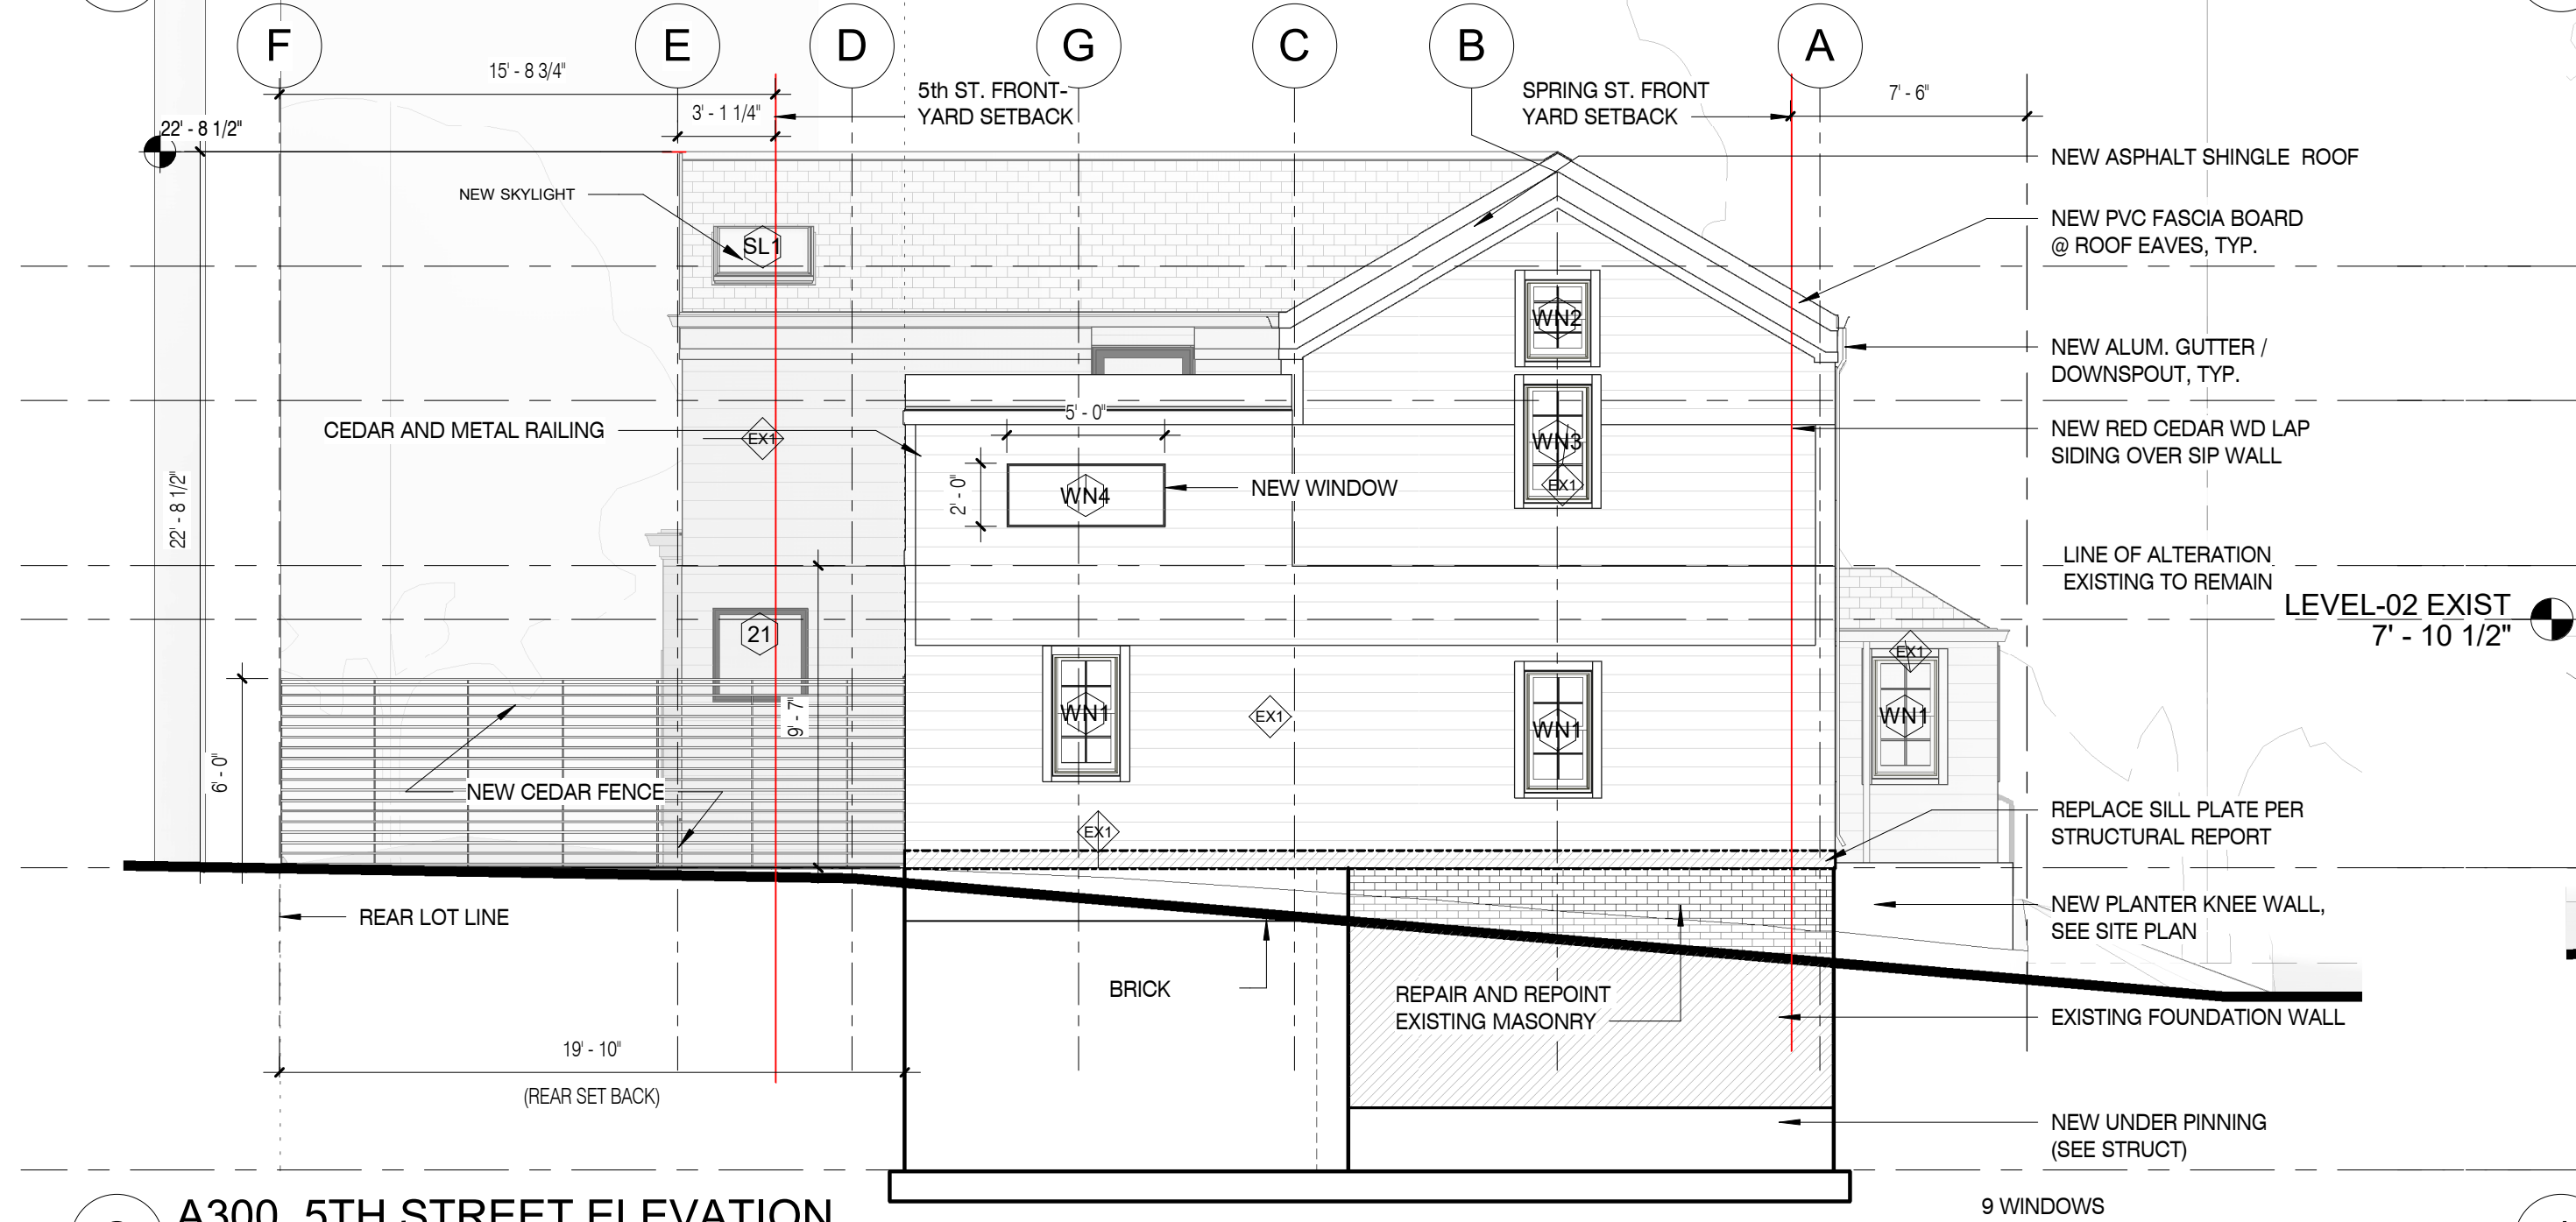 F
E
D
G
C
B
A
15' - 8 3/4"
3' - 1 1/4"
5th ST. FRONT-
YARD SETBACK
SPRING ST. FRONT
YARD SETBACK
7' - 6"
22' - 8 1/2"
NEW ASPHALT SHINGLE ROOF
NEW SKYLIGHT
SL1
NEW PVC FASCIA BOARD
@ ROOF EAVES, TYP.
WN2
NEW ALUM. GUTTER /
DOWNSPOUT, TYP.
5' - 0"
CEDAR AND METAL RAILING
EX1
WN3
NEW RED CEDAR WD LAP
SIDING OVER SIP WALL
EX1
2' - 0"
WN4
NEW WINDOW
22' - 8 1/2"
LINE OF ALTERATION
EXISTING TO REMAIN
LEVEL-02 EXIST
7' - 10 1/2"
21
EX1
9' - 7"
WN1
EX1
WN1
WN1
6' - 0"
NEW CEDAR FENCE
EX1
REPLACE SILL PLATE PER
STRUCTURAL REPORT
REAR LOT LINE
NEW PLANTER KNEE WALL,
SEE SITE PLAN
BRICK
REPAIR AND REPOINT
EXISTING MASONRY
EXISTING FOUNDATION WALL
19' - 10"
(REAR SET BACK)
NEW UNDER PINNING
(SEE STRUCT)
A300 5TH STREET ELEVATION
9 WINDOWS